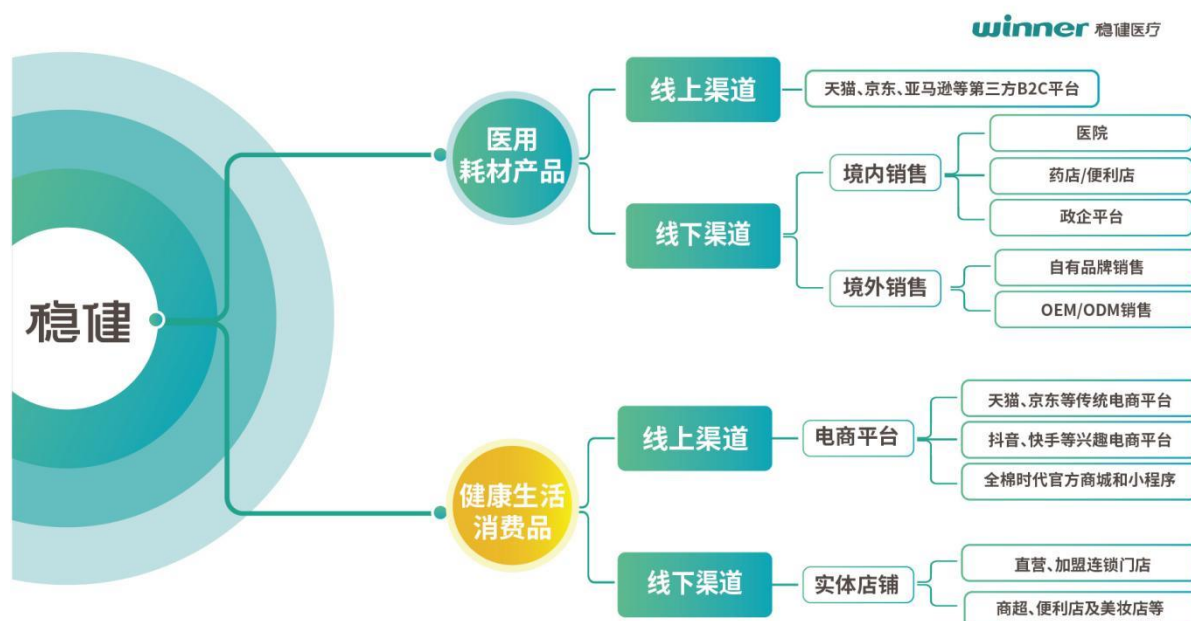 winner 稳健医疗
稳健
医用
耗材产品
线上渠道
天猫、京东、亚马逊等第三方B2C平台
线下渠道
境内销售
医院
药店/便利店
政企平台
境外销售
自有品牌销售
OEM/ODM销售
健康生活
消费品
线上渠道
电商平台
天猫、京东等传统电商平台
抖音、快手等兴趣电商平台
全棉时代官方商城和小程序
线下渠道
实体店铺
直营、加盟连锁门店
商超、便利店及美妆店等